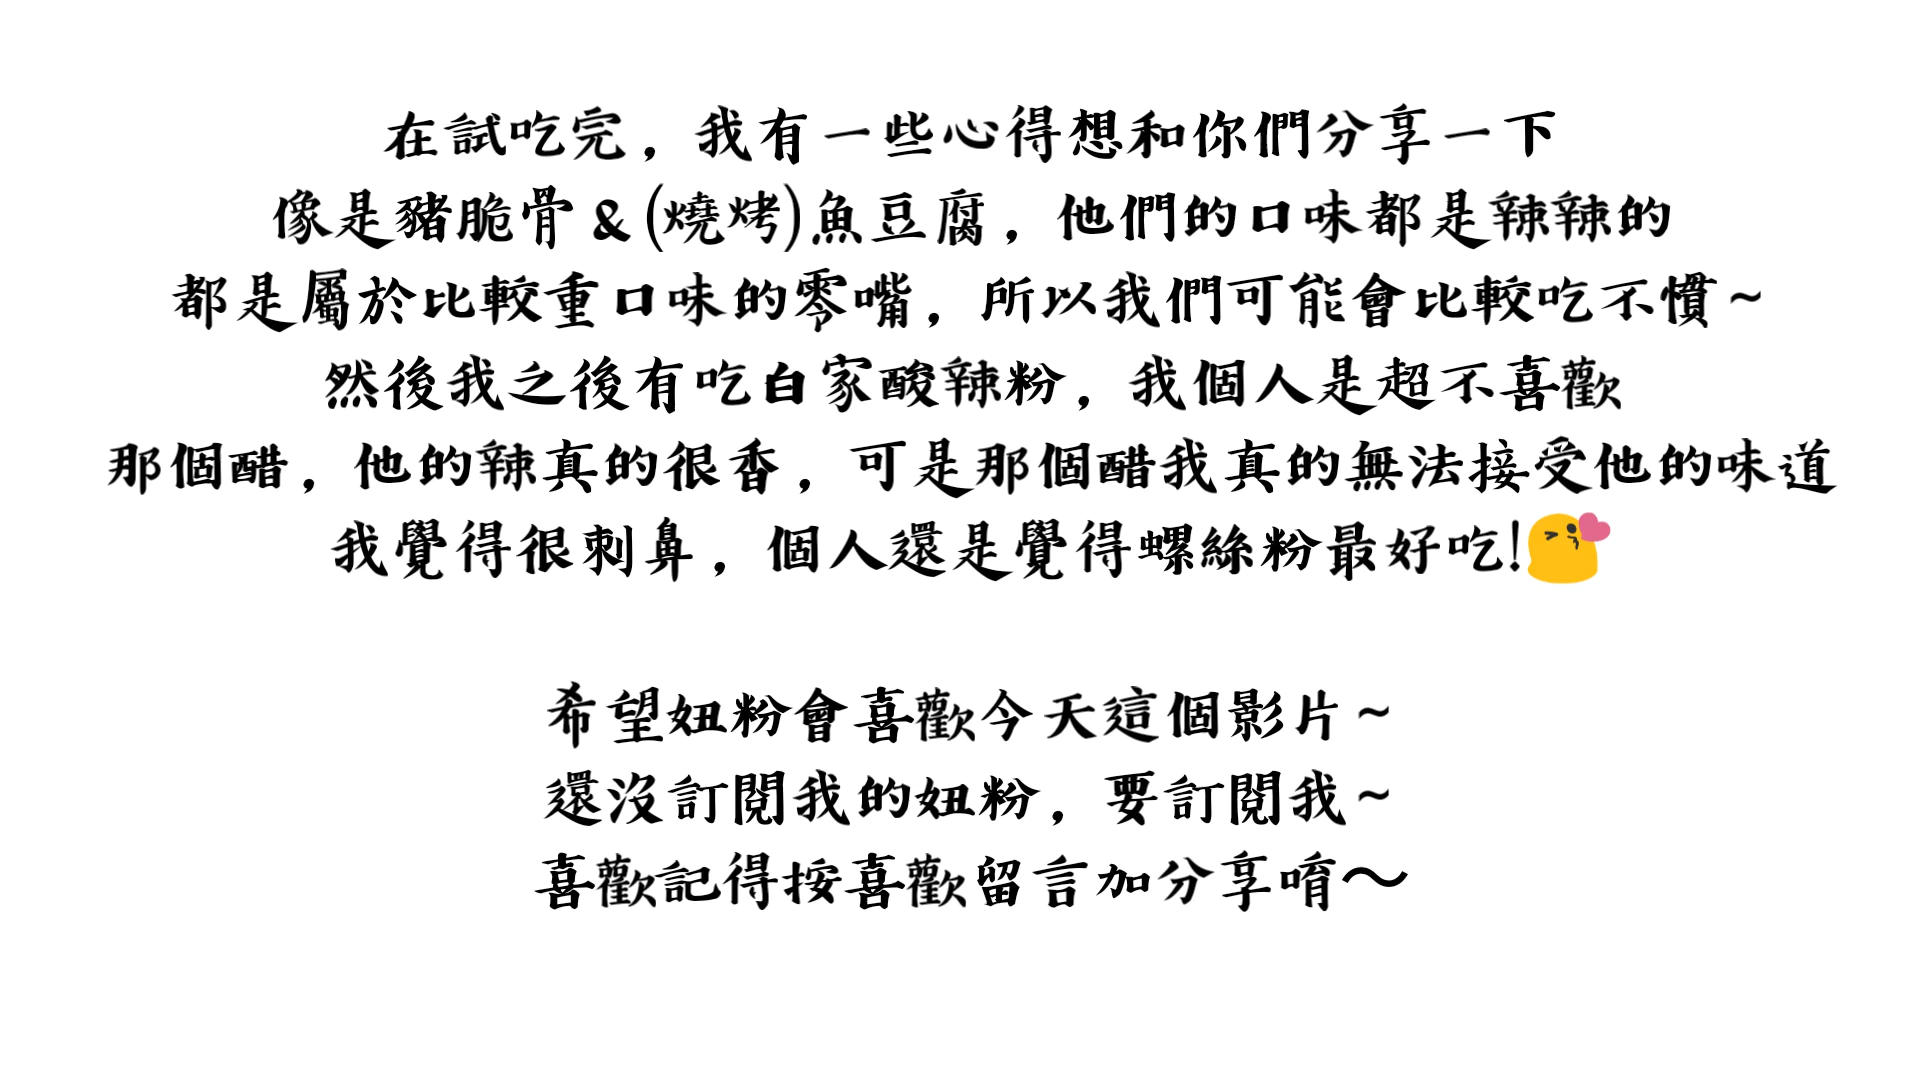 在試吃完，我有一些心得想和你們分享一下
像是豬脆骨&(燒烤)魚豆腐，他們的口味都是辣辣的
都是屬於比較重口味的零嘴，所以我們可能會比較吃不慣~
然後我之後有吃白家酸辣粉，我個人是超不喜歡
那個醋，他的辣真的很香，可是那個醋我真的無法接受他的味道
我覺得很刺鼻，個人還是覺得螺絲粉最好吃!😘
希望妞粉會喜歡今天這個影片~
還沒訂閱我的妞粉，要訂閱我~
喜歡記得按喜歡留言加分享唷～